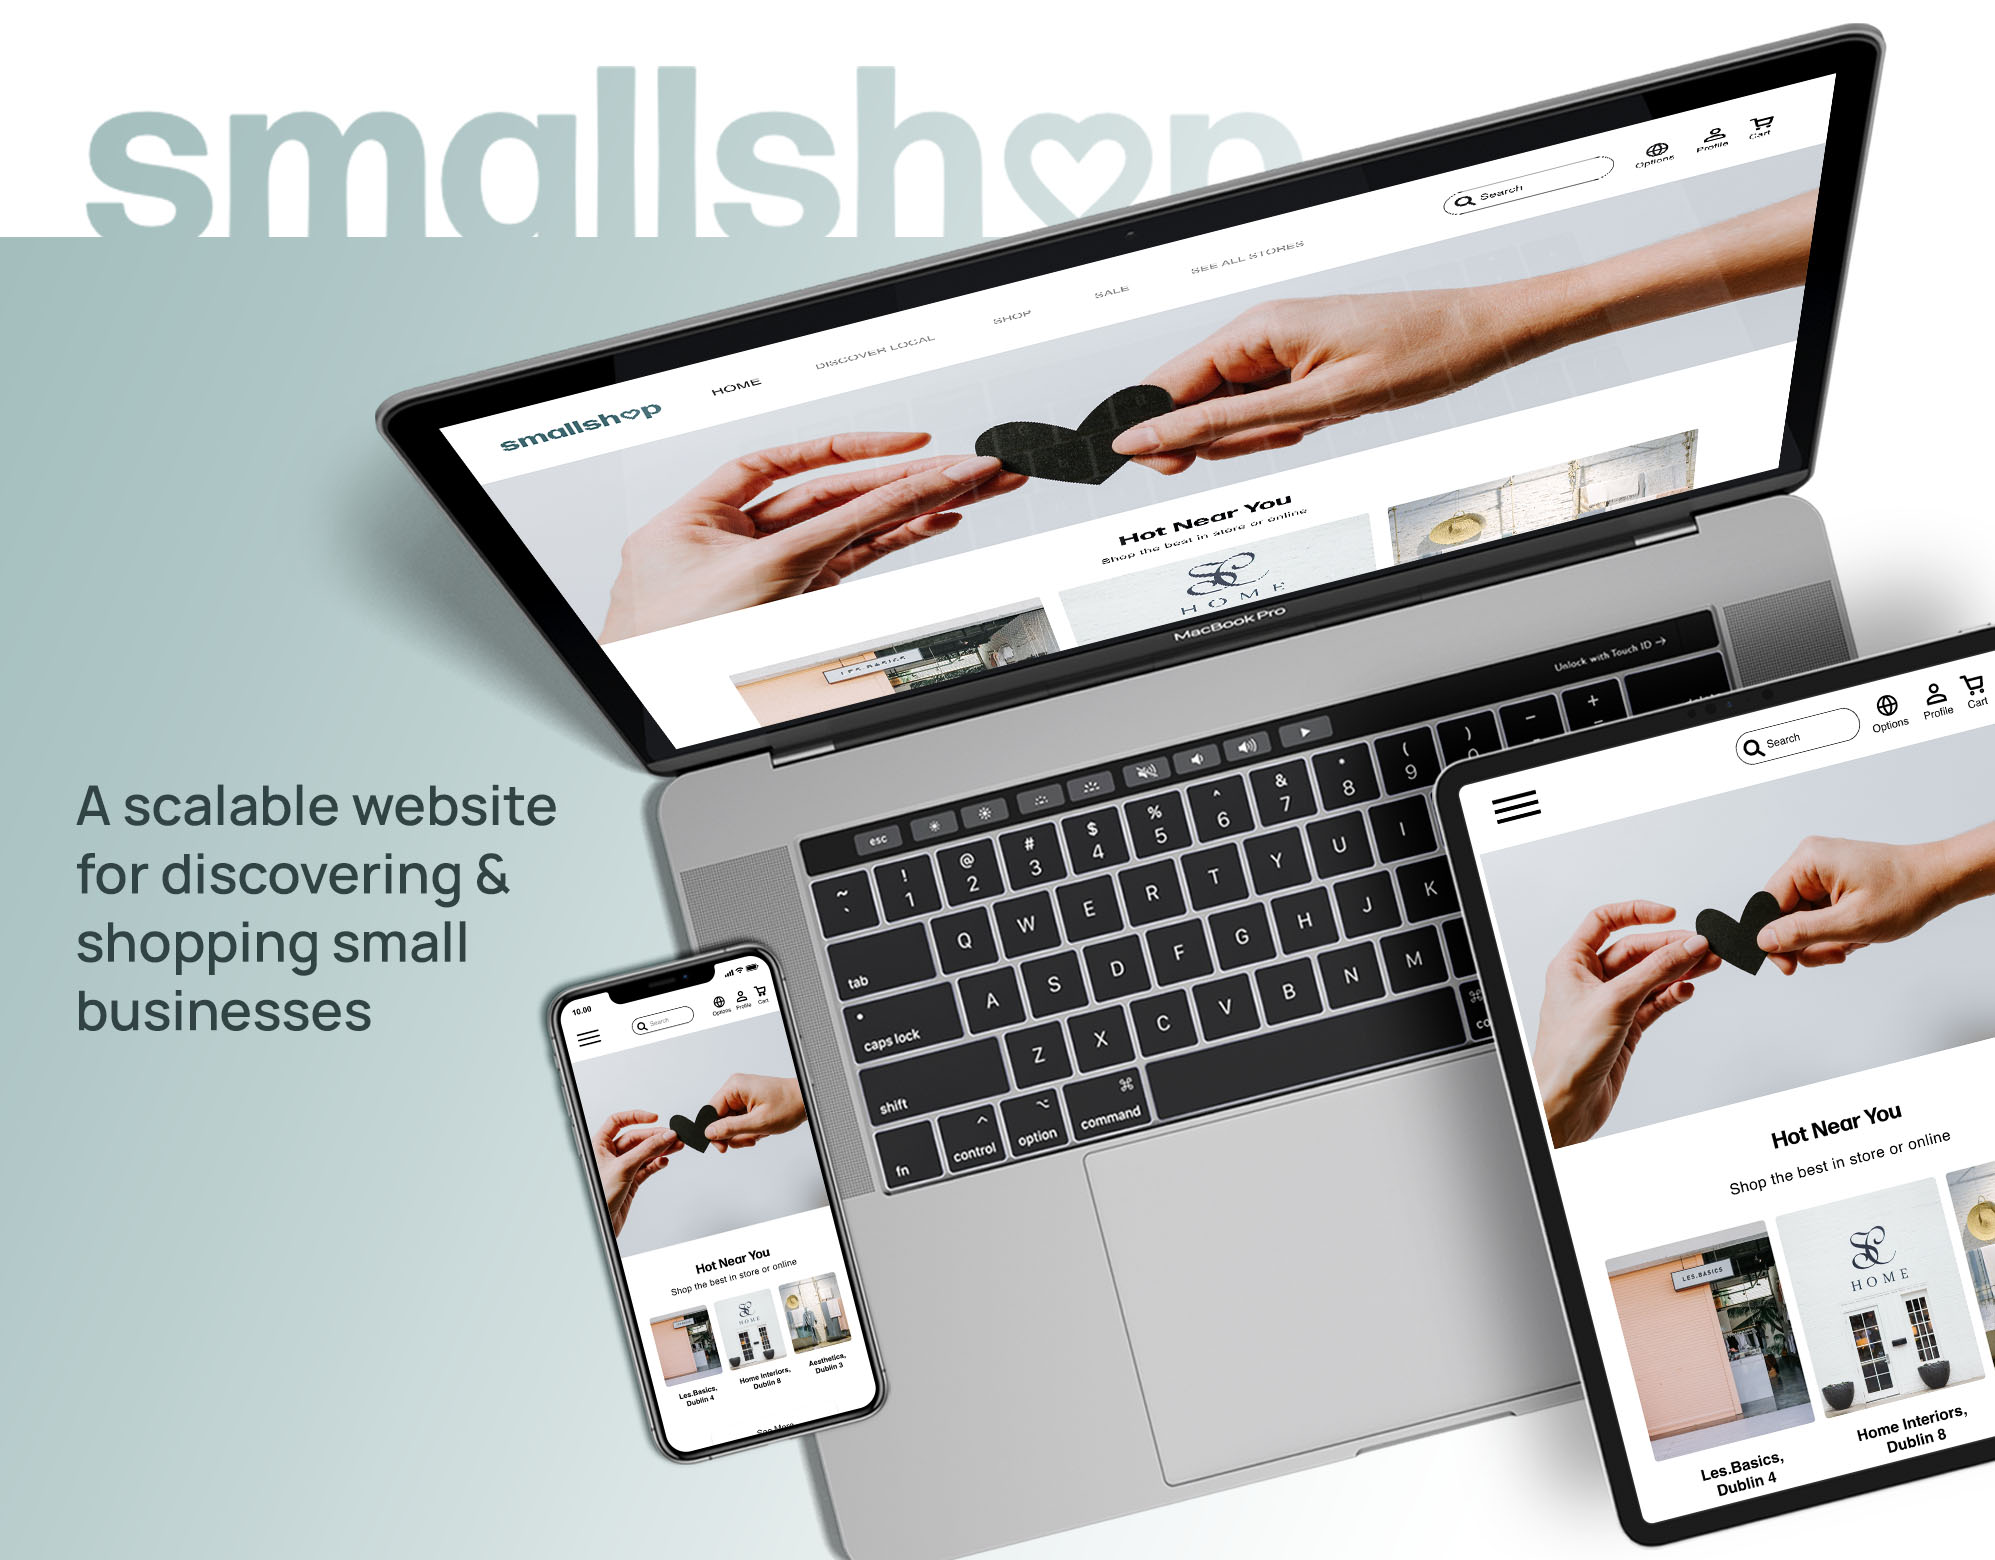 smallshop
A scalable website
for discovering &
shopping small
businesses
smallshop
HOME
DISCOVER LOCAL
SHOP
SALE
SEE ALL STORES
Search
Options
Profile
Cart
Hot Near You
Shop the best in store or online
LES.BASICS
SC
HOME
MacBook Pro
Unlock with Touch ID →
esc
~ ! @ # $ % ^ & * ( ) – +
` 1 2 3 4 5 6 7 8 9
tab Q W E R T Y U I
caps lock A S D F G H J K
shift Z X C V B N M
fn control option command
10.00
Search
Options
Profile
Cart
Hot Near You
Shop the best in store or online
HOME
Les.Basics,
Dublin 4
Home Interiors,
Dublin 8
Aesthetics,
Dublin 3
See More
Search
Options
Profile
Cart
Hot Near You
Shop the best in store or online
LES.BASICS
SC
HOME
Les.Basics,
Dublin 4
Home Interiors,
Dublin 8